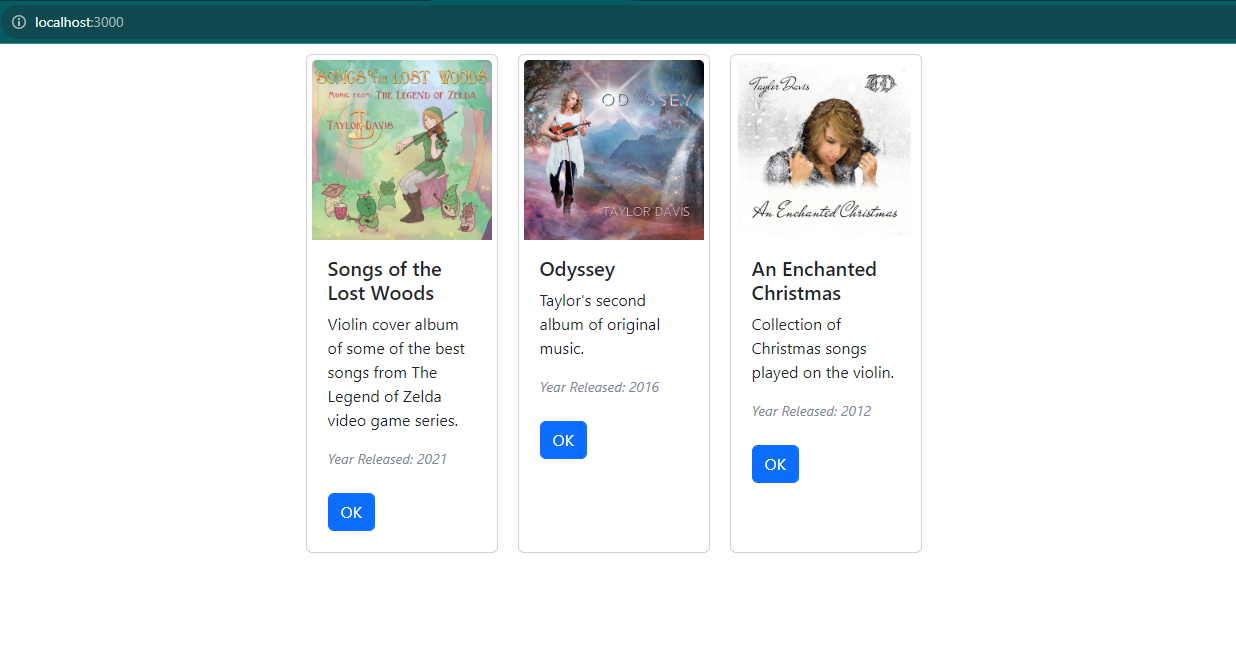 localhost:3000
SONGS OF THE LOST WOODS
MUSIC FROM THE LEGEND OF ZELDA
TAYLOR DAVIS
Songs of the
Lost Woods
Violin cover album
of some of the best
songs from The
Legend of Zelda
video game series.
Year Released: 2021
OK
ODYSSEY
TAYLOR DAVIS
Odyssey
Taylor's second
album of original
music.
Year Released: 2016
OK
Taylor Davis
TD
An Enchanted Christmas
An Enchanted
Christmas
Collection of
Christmas songs
played on the violin.
Year Released: 2012
OK